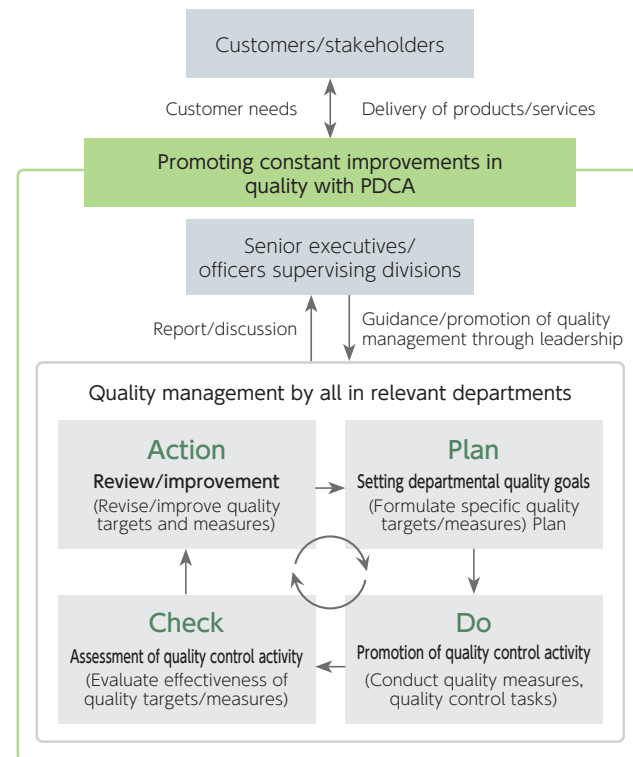 Customers/stakeholders
Customer needs
Delivery of products/services
Promoting constant improvements in
quality with PDCA
Senior executives/
officers supervising divisions
Report/discussion
Guidance/promotion of quality
management through leadership
Quality management by all in relevant departments
Action
Review/improvement
(Revise/improve quality
targets and measures)
Plan
Setting departmental quality goals
(Formulate specific quality
targets/measures) Plan
Check
Assessment of quality control activity
(Evaluate effectiveness of
quality targets/measures)
Do
Promotion of quality control activity
(Conduct quality measures,
quality control tasks)